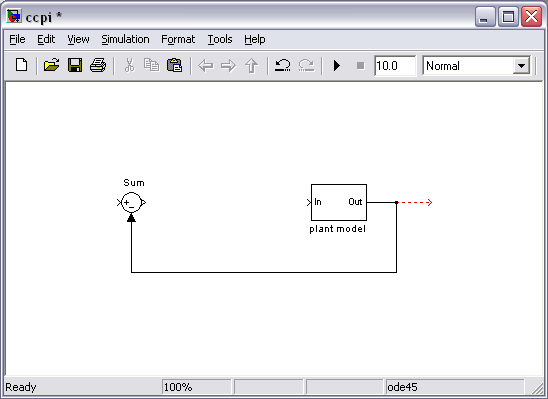 ccpi *
File Edit View Simulation Format Tools Help
10.0 Normal
Sum
+
_
In Out
plant model
Ready 100% ode45